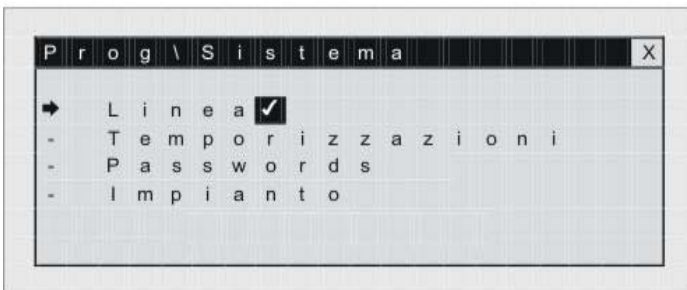 Prog\Sistema X
➡ Linea ✓
- Temporizzazioni
- Passwords
- Impianto